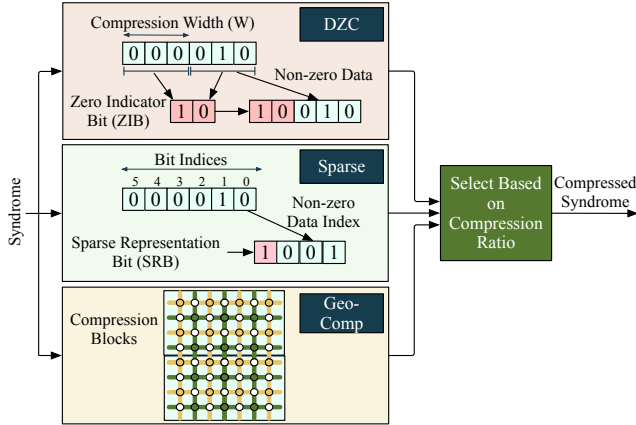 Syndrome
Compression Width (W)
DZC
0 0 0 0 1 0
Non-zero Data
Zero Indicator
Bit (ZIB)
1 0
1 0 0 1 0
Bit Indices
Sparse
5 4 3 2 1 0
0 0 0 0 1 0
Non-zero
Data Index
Sparse Representation
Bit (SRB)
1 0 0 1
Compression
Blocks
Geo-
Comp
Select Based
on
Compression
Ratio
Compressed
Syndrome